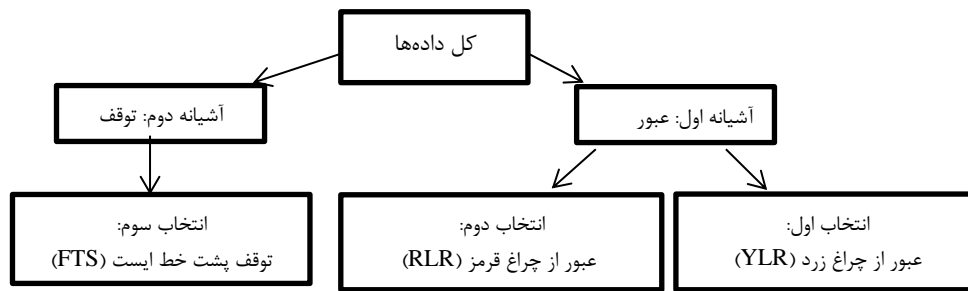 کل داده‌ها
آشیانه اول: عبور
آشیانه دوم: توقف
انتخاب اول:
عبور از چراغ زرد (YLR)
انتخاب دوم:
عبور از چراغ قرمز (RLR)
انتخاب سوم:
توقف پشت خط ایست (FTS)